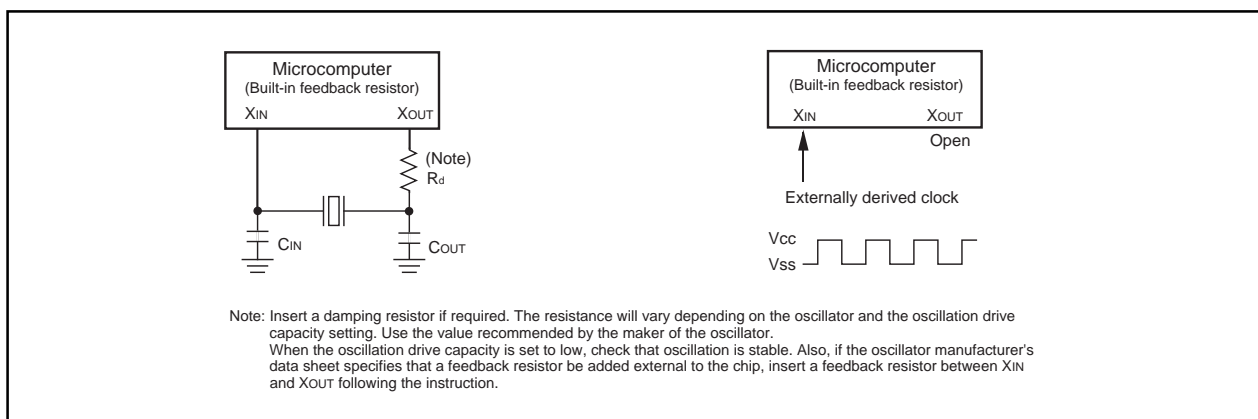 Microcomputer
(Built-in feedback resistor)
XIN XOUT
(Note)
Rd
CIN
COUT
Microcomputer
(Built-in feedback resistor)
XIN XOUT
Open
Externally derived clock
Vcc
Vss
Note: Insert a damping resistor if required. The resistance will vary depending on the oscillator and the oscillation drive
capacity setting. Use the value recommended by the maker of the oscillator.
When the oscillation drive capacity is set to low, check that oscillation is stable. Also, if the oscillator manufacturer's
data sheet specifies that a feedback resistor be added external to the chip, insert a feedback resistor between XIN
and XOUT following the instruction.